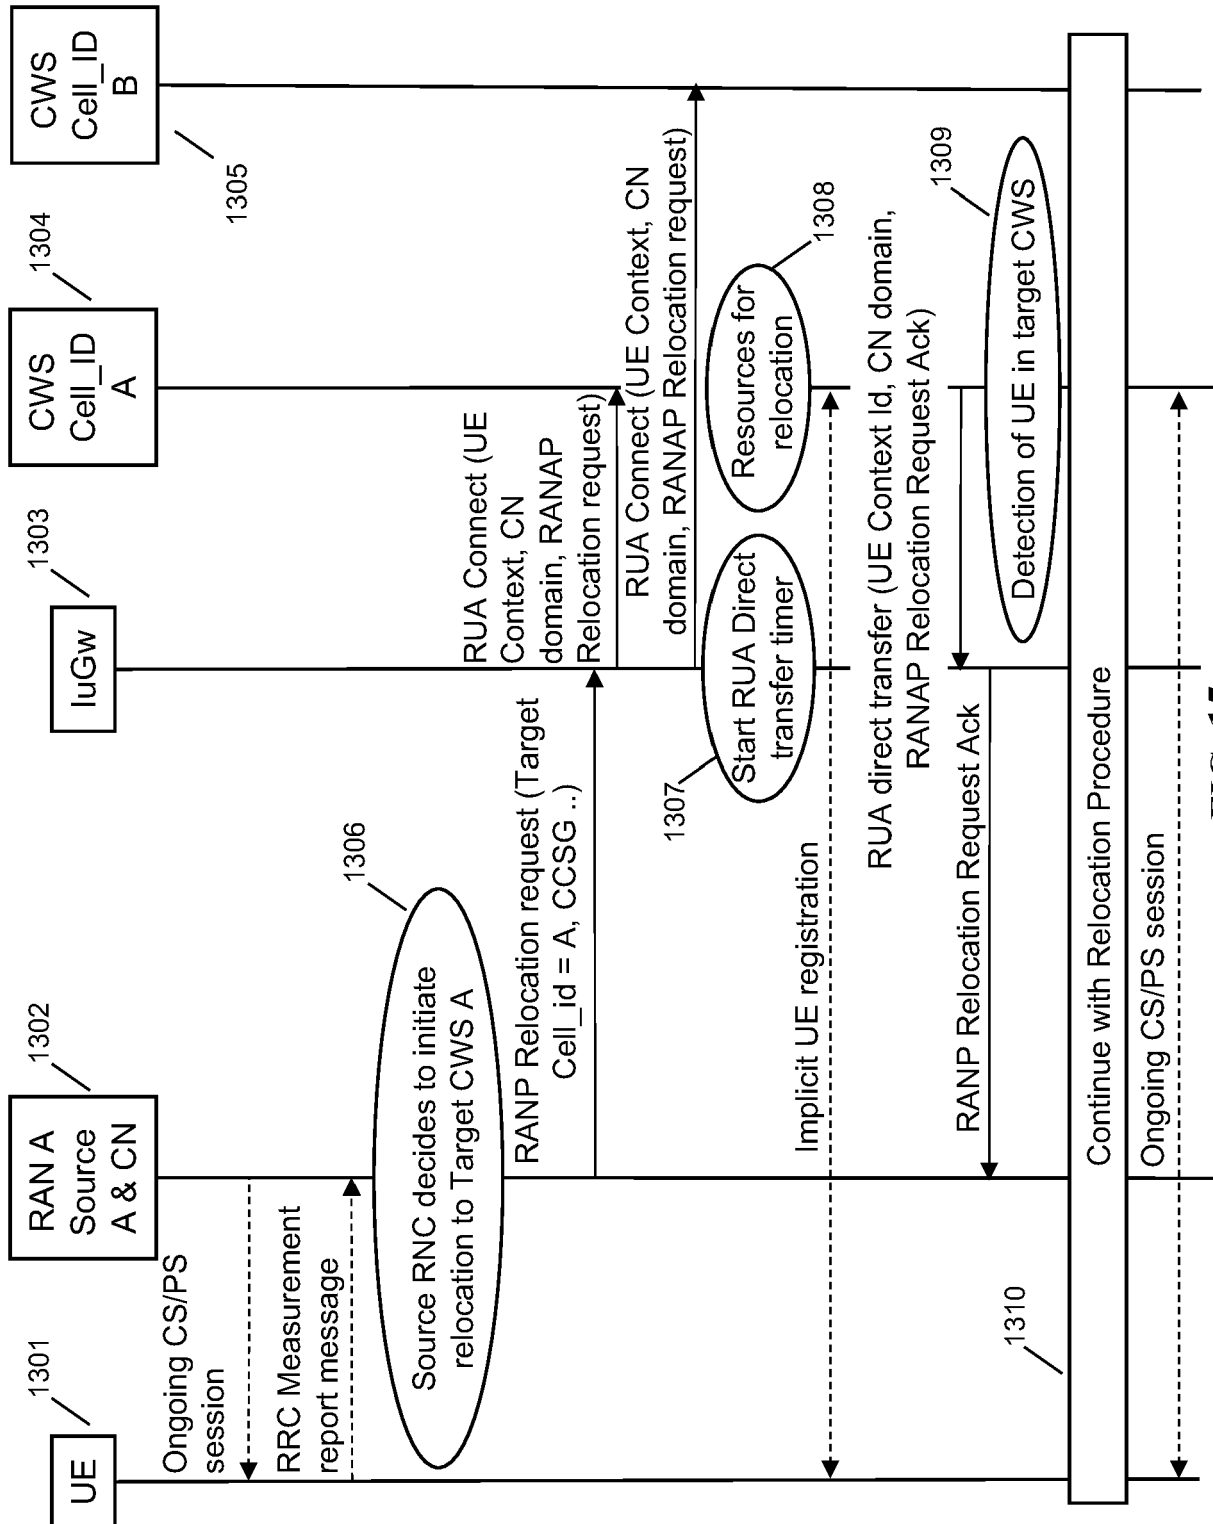 UE
1301
RAN A
Source
A & CN
1302
IuGw
1303
CWS
Cell_ID
A
1304
CWS
Cell_ID
B
1305
Ongoing CS/PS
session
RRC Measurement
report message
Source RNC decides to initiate
relocation to Target CWS A
1306
RANP Relocation request (Target
Cell_id = A, CCSG ..)
RUA Connect (UE
Context, CN
domain, RANAP
Relocation request)
RUA Connect (UE Context, CN
domain, RANAP Relocation request)
Start RUA Direct
transfer timer
1307
Resources for
relocation
1308
Implicit UE registration
RUA direct transfer (UE Context Id, CN domain,
RANAP Relocation Request Ack)
RANP Relocation Request Ack
Detection of UE in target CWS
1309
Continue with Relocation Procedure
1310
Ongoing CS/PS session